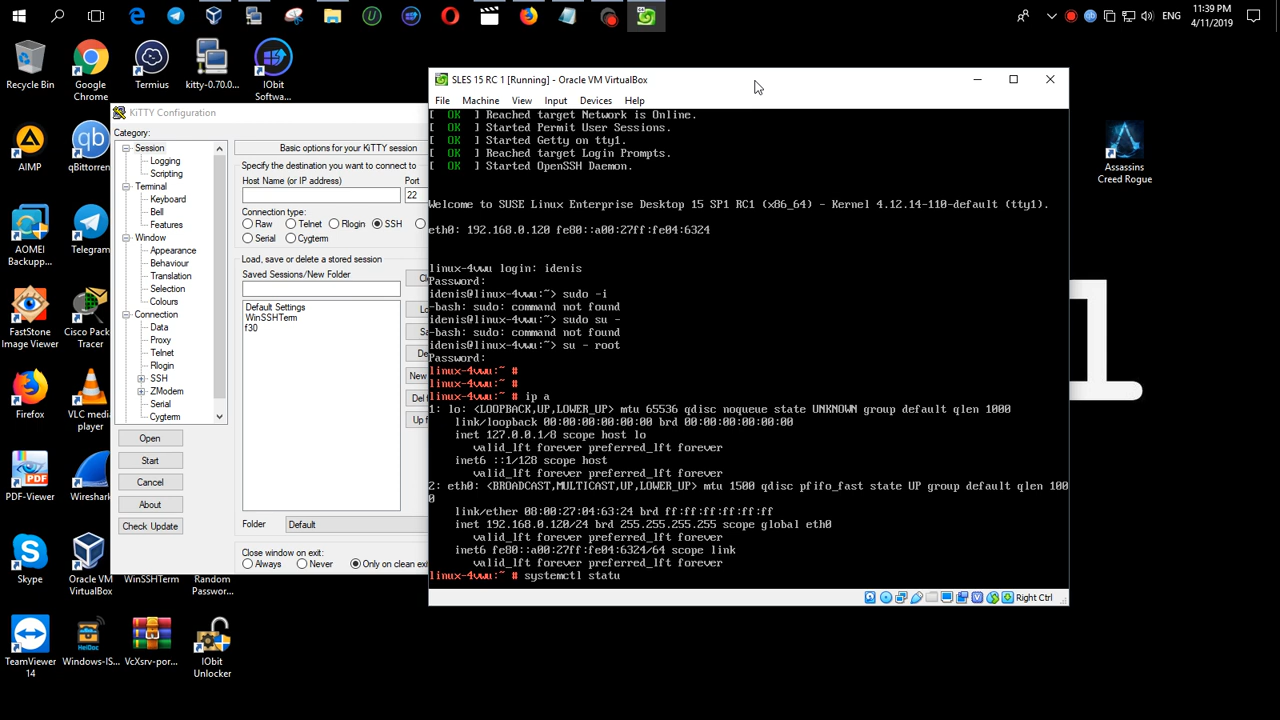 ENG
11:39 PM
4/11/2019
Recycle Bin
Google Chrome
Termius
kitty-0.70.0...
IObit Softwa...
AIMP
qBittorren...
AOMEI Backupp...
Telegram
FastStone Image Viewer
Cisco Pack Tracer
Firefox
VLC media player
PDF-Viewer
Wireshark
Skype
Oracle VM VirtualBox
WinSSHTerm
Random Passwor...
TeamViewer 14
Windows-IS...
VcXsrv-por...
IObit Unlocker
Assassins Creed Rogue
KiTTY Configuration
Category:
Session
Logging
Scripting
Terminal
Keyboard
Bell
Features
Window
Appearance
Behaviour
Translation
Selection
Colours
Connection
Data
Proxy
Telnet
Rlogin
SSH
ZModem
Serial
Cygterm
Open
Start
Cancel
About
Check Update
Basic options for your KiTTY session
Specify the destination you want to connect to
Host Name (or IP address)
Port
22
Connection type:
Raw
Telnet
Rlogin
SSH
Serial
Cygterm
Load, save or delete a stored session
Saved Sessions/New Folder
Default Settings
WinSSHTerm
f30
New
Folder
Default
Close window on exit:
Always
Never
Only on clean exi
SLES 15 RC 1 [Running] - Oracle VM VirtualBox
File Machine View Input Devices Help
[ OK ] Reached target Network is Online.
[ OK ] Started Permit User Sessions.
[ OK ] Started Getty on tty1.
[ OK ] Reached target Login Prompts.
[ OK ] Started OpenSSH Daemon.
Welcome to SUSE Linux Enterprise Desktop 15 SP1 RC1 (x86_64) - Kernel 4.12.14-110-default (tty1).
eth0: 192.168.0.120 fe80::a00:27ff:fe04:6324
linux-4vwu login: idenis
Password:
idenis@linux-4vwu:~> sudo -i
-bash: sudo: command not found
idenis@linux-4vwu:~> sudo su -
-bash: sudo: command not found
idenis@linux-4vwu:~> su - root
Password:
linux-4vwu:~ #
linux-4vwu:~ #
linux-4vwu:~ # ip a
1: lo: <LOOPBACK,UP,LOWER_UP> mtu 65536 qdisc noqueue state UNKNOWN group default qlen 1000
link/loopback 00:00:00:00:00:00 brd 00:00:00:00:00:00
inet 127.0.0.1/8 scope host lo
valid_lft forever preferred_lft forever
inet6 ::1/128 scope host
valid_lft forever preferred_lft forever
2: eth0: <BROADCAST,MULTICAST,UP,LOWER_UP> mtu 1500 qdisc pfifo_fast state UP group default qlen 100
0
link/ether 08:00:27:04:63:24 brd ff:ff:ff:ff:ff:ff
inet 192.168.0.120/24 brd 255.255.255.255 scope global eth0
valid_lft forever preferred_lft forever
inet6 fe80::a00:27ff:fe04:6324/64 scope link
valid_lft forever preferred_lft forever
linux-4vwu:~ # systemctl statu
Right Ctrl